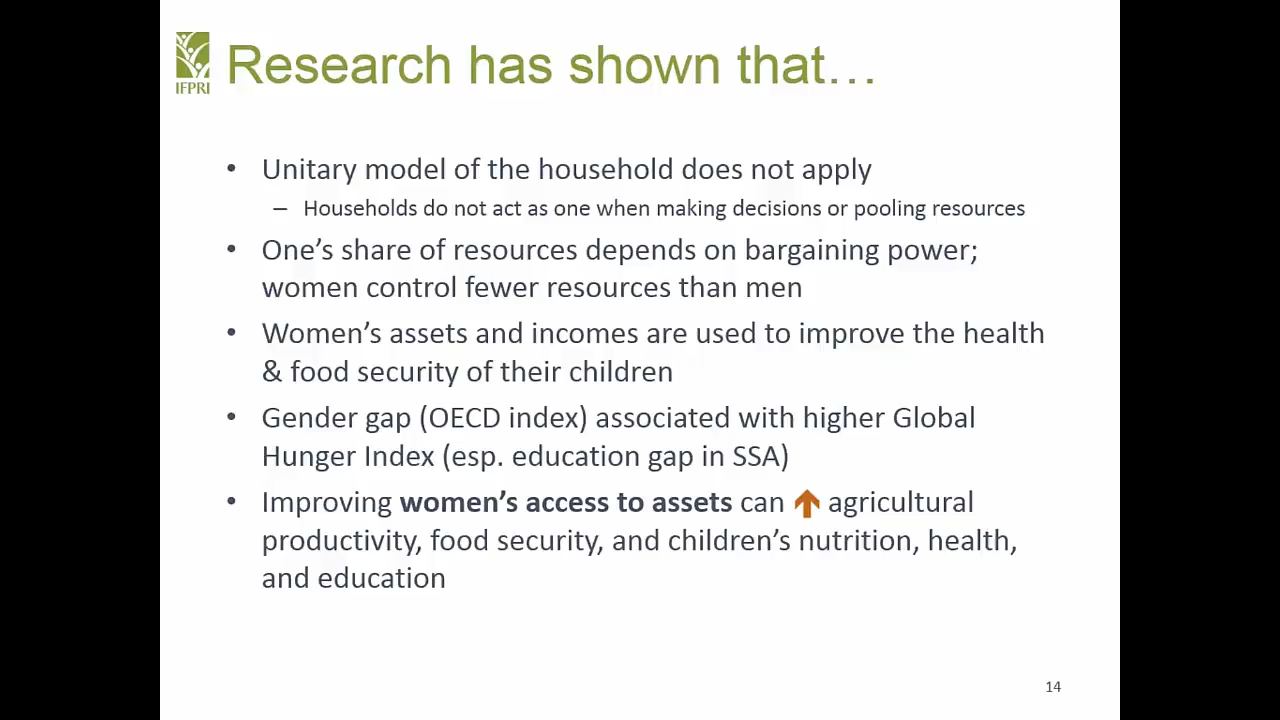 IFPRI
Research has shown that…
• Unitary model of the household does not apply
– Households do not act as one when making decisions or pooling resources
• One’s share of resources depends on bargaining power;
women control fewer resources than men
• Women’s assets and incomes are used to improve the health
& food security of their children
• Gender gap (OECD index) associated with higher Global
Hunger Index (esp. education gap in SSA)
• Improving women’s access to assets can ↑ agricultural
productivity, food security, and children’s nutrition, health,
and education
14